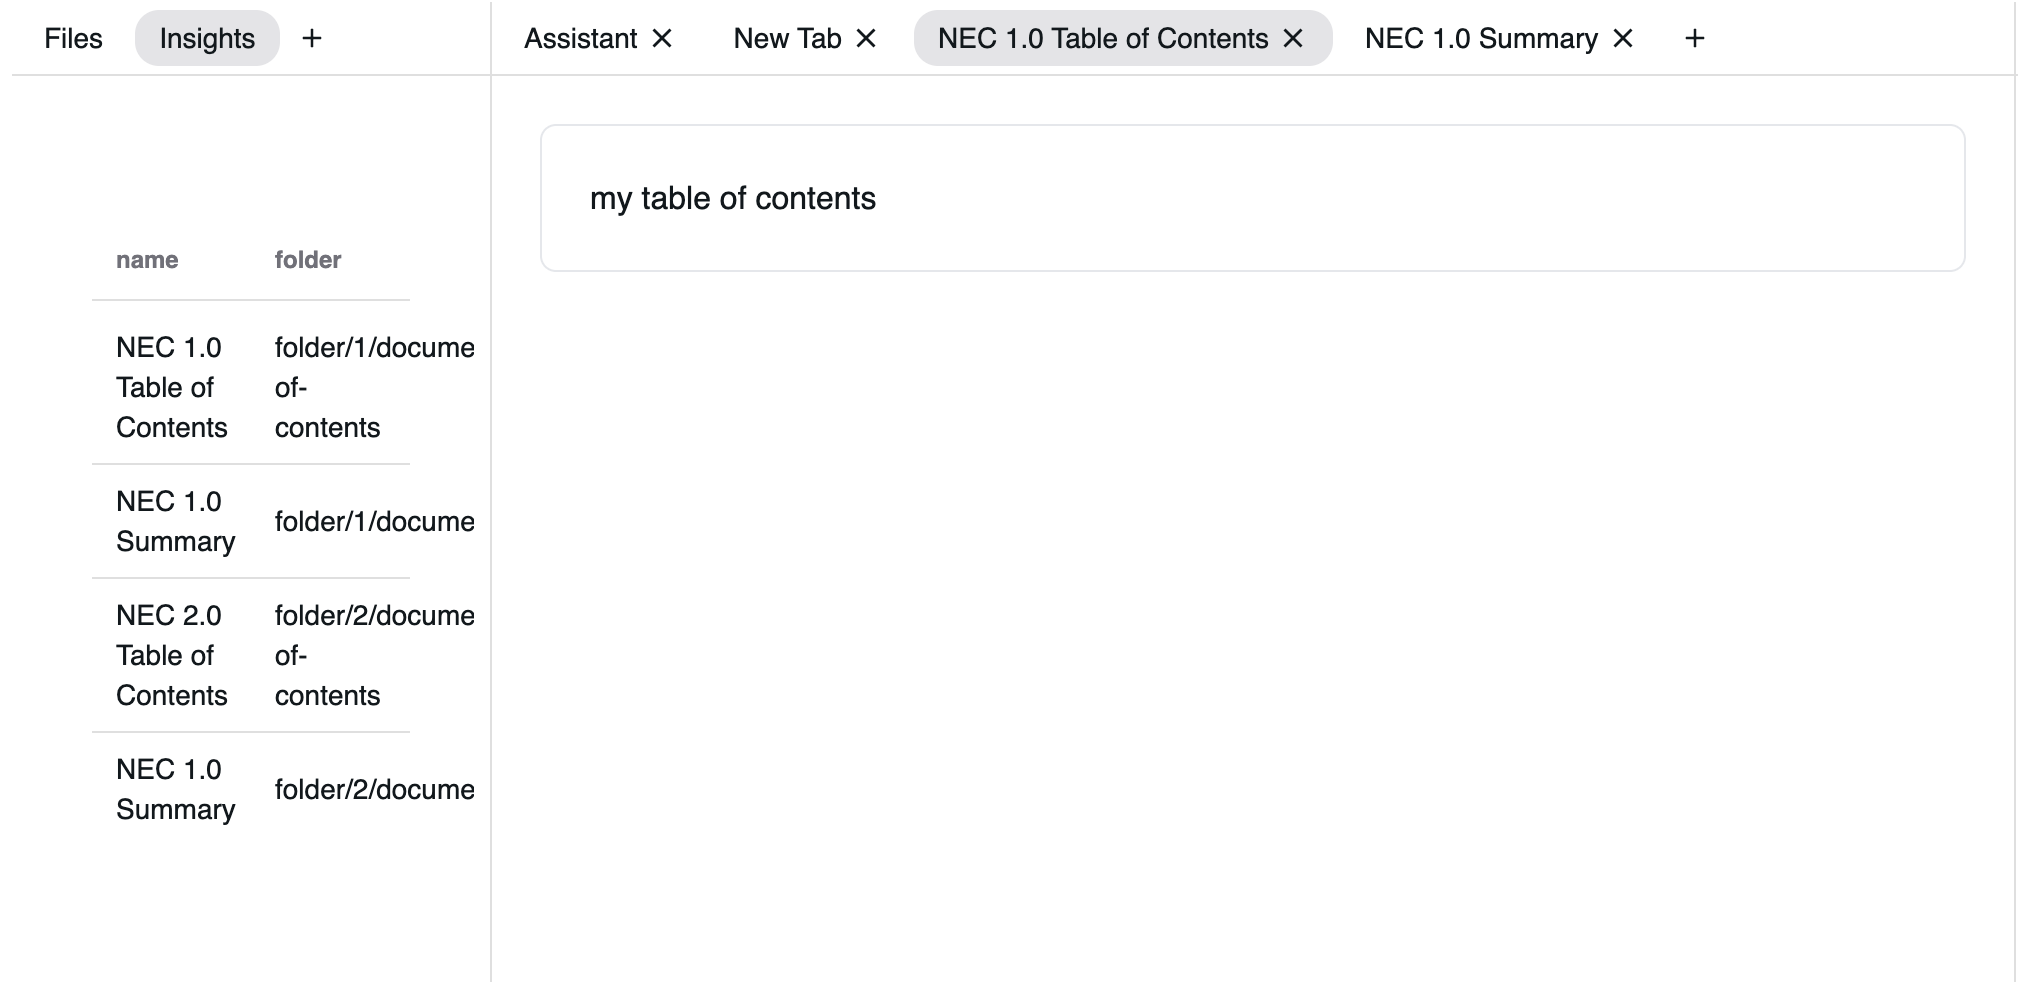 Files Insights +
Assistant × New Tab × NEC 1.0 Table of Contents × NEC 1.0 Summary × +
name folder
NEC 1.0 folder/1/docume
Table of of-
Contents contents
NEC 1.0
Summary folder/1/docume
NEC 2.0 folder/2/docume
Table of of-
Contents contents
NEC 1.0
Summary folder/2/docume
my table of contents